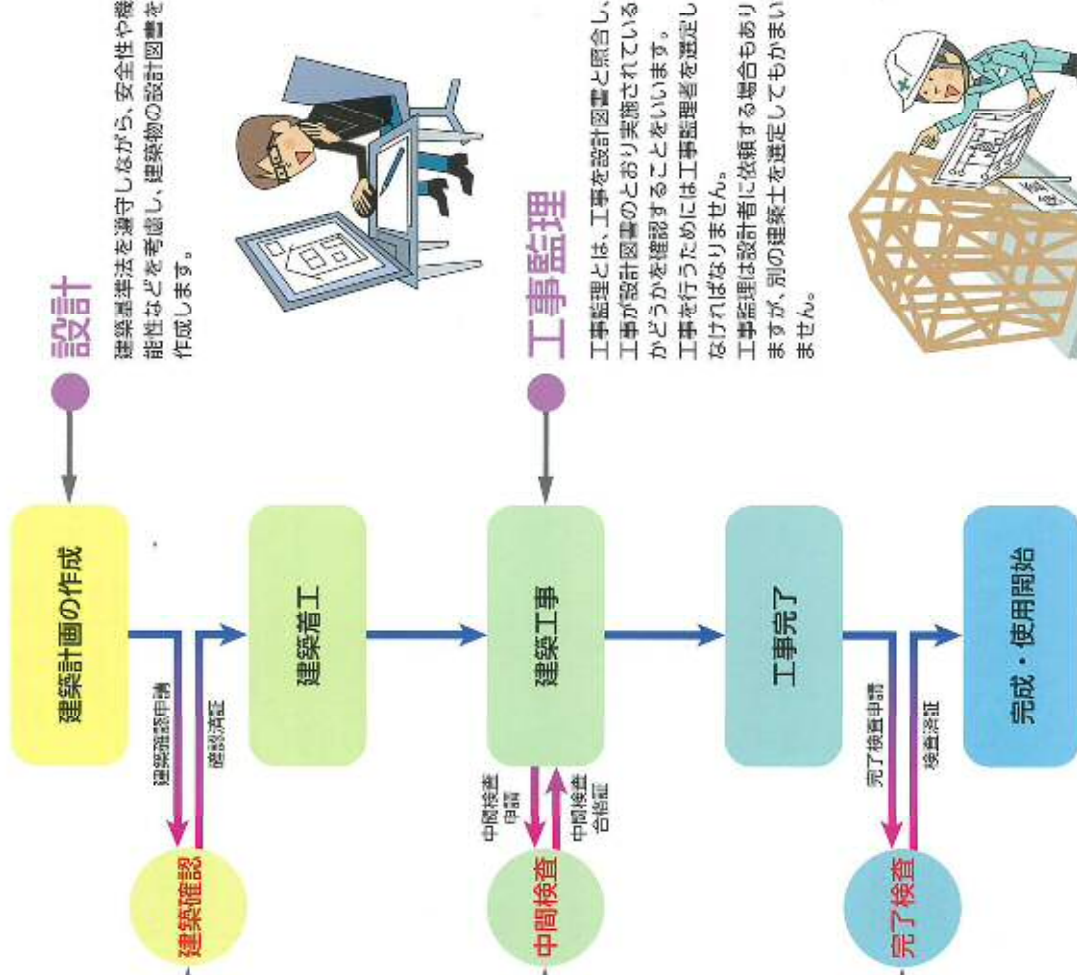 設計
建築基準法を遵守しながら、安全性や機
能性などを考慮し、建築物の設計図書を
作成します。
工事監理
工事監理とは、工事を設計図書と照合し、
工事が設計図書のとおり実施されている
かどうかを確認することをいいます。
工事を行うためには工事監理者を選定し
なければなりません。
工事監理は設計者に依頼する場合もあり
ますが、別の建築士を選定してもかまい
ません。
建築計画の作成
建築確認申請
確認済証
建築確認
建築着工
建築工事
中間検査
申請
中間検査
合格証
中間検査
工事完了
完了検査申請
検査済証
完了検査
完成・使用開始